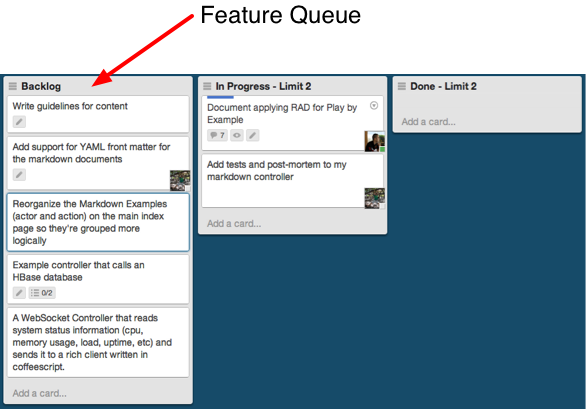 Feature Queue
Backlog
Write guidelines for content
Add support for YAML front matter for
the markdown documents
Reorganize the Markdown Examples
(actor and action) on the main index
page so they're grouped more
logically
Example controller that calls an
HBase database
0/2
A WebSocket Controller that reads
system status information (cpu,
memory usage, load, uptime, etc) and
sends it to a rich client written in
coffeescript.
Add a card...
In Progress - Limit 2
Document applying RAD for Play by
Example
7
Add tests and post-mortem to my
markdown controller
Add a card...
Done - Limit 2
Add a card...